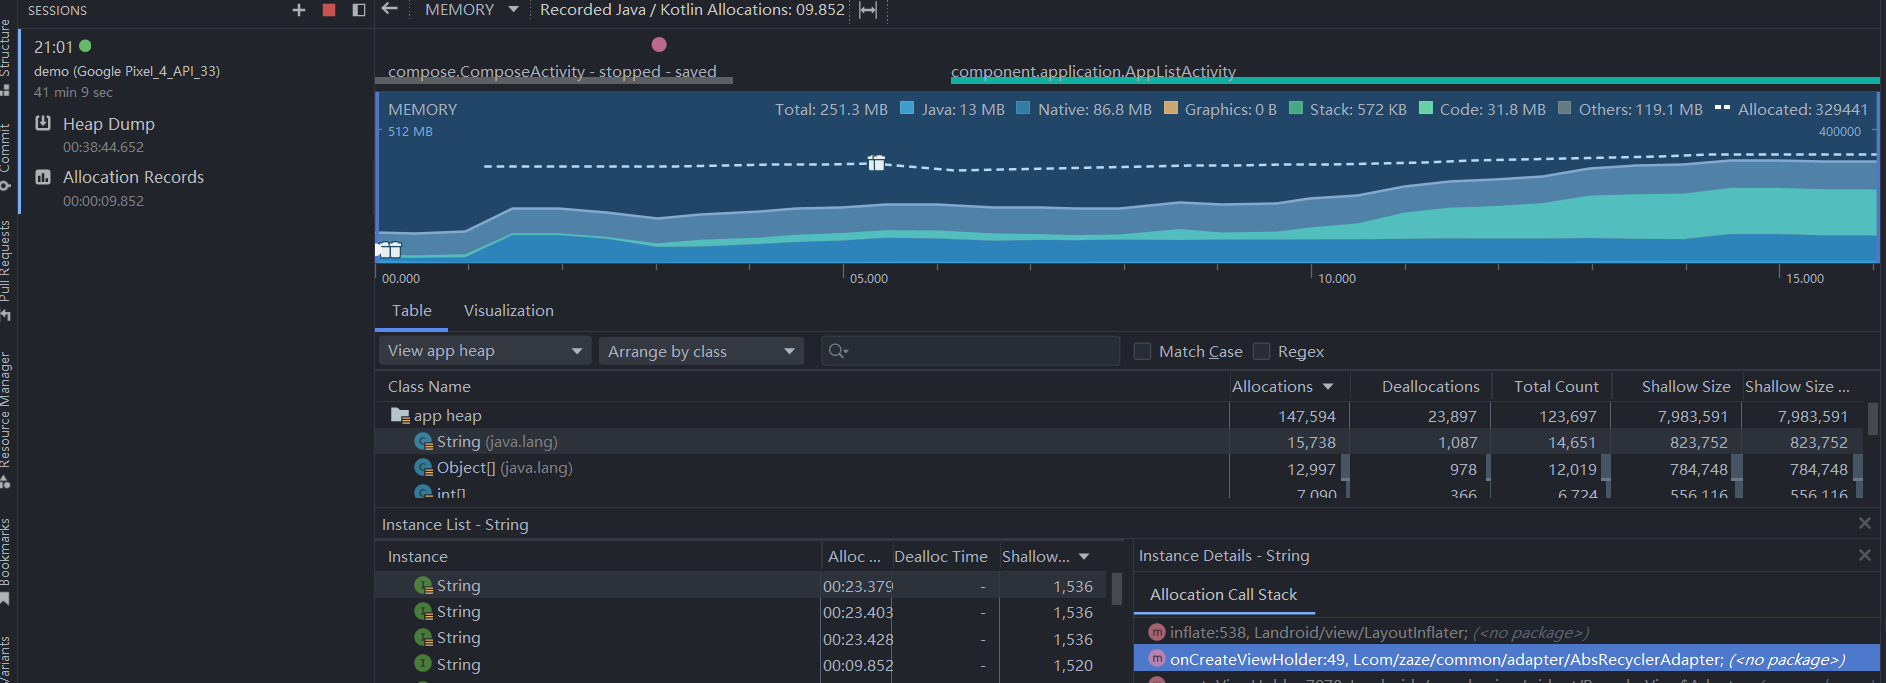 SESSIONS
MEMORY
Recorded Java / Kotlin Allocations: 09.852
Structure
Commit
Pull Requests
Resource Manager
Bookmarks
Variants
21:01
demo (Google Pixel_4_API_33)
41 min 9 sec
Heap Dump
00:38:44.652
Allocation Records
00:00:09.852
compose.ComposeActivity - stopped - saved
component.application.AppListActivity
MEMORY
Total: 251.3 MB Java: 13 MB Native: 86.8 MB Graphics: 0 B Stack: 572 KB Code: 31.8 MB Others: 119.1 MB Allocated: 329441
512 MB
400000
00.000 05.000 10.000 15.000
Table Visualization
View app heap Arrange by class Match Case Regex
Class Name Allocations Deallocations Total Count Shallow Size Shallow Size ...
app heap 147,594 23,897 123,697 7,983,591 7,983,591
String (java.lang) 15,738 1,087 14,651 823,752 823,752
Object[] (java.lang) 12,997 978 12,019 784,748 784,748
int[] 7,090 366 6,724 556,116 556,116
Instance List - String
Instance Alloc ... Dealloc Time Shallow...
String 00:23.379 - 1,536
String 00:23.403 - 1,536
String 00:23.428 - 1,536
String 00:09.852 - 1,520
Instance Details - String
Allocation Call Stack
inflate:538, Landroid/view/LayoutInflater; (<no package>)
onCreateViewHolder:49, Lcom/zaze/common/adapter/AbsRecyclerAdapter; (<no package>)